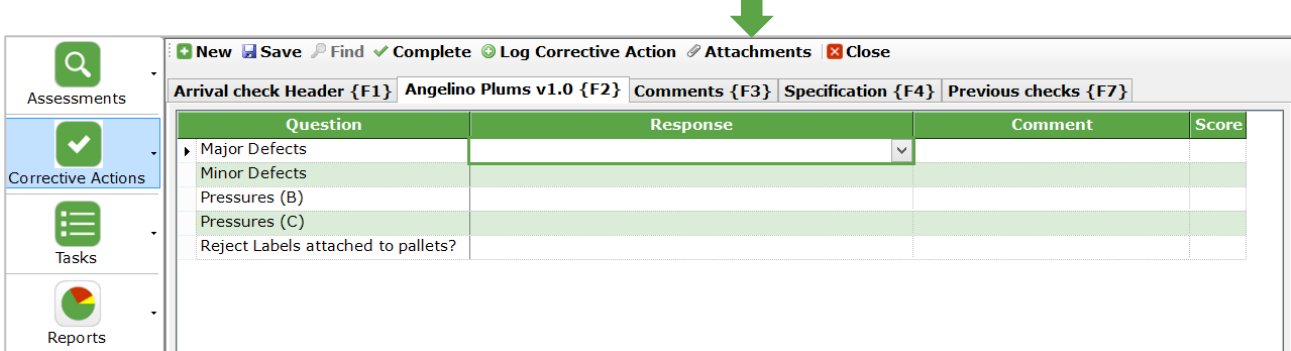 New Save Find Complete Log Corrective Action Attachments Close
Assessments
Arrival check Header {F1} Angelino Plums v1.0 {F2} Comments {F3} Specification {F4} Previous checks {F7}
Question Response Comment Score
Major Defects
Corrective Actions
Minor Defects
Pressures (B)
Pressures (C)
Reject Labels attached to pallets?
Tasks
Reports